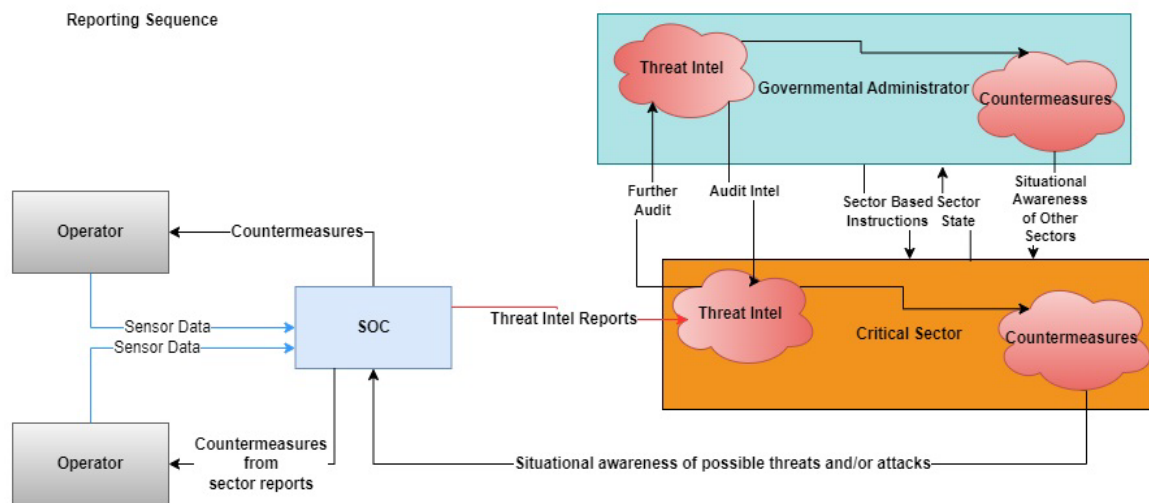 Reporting Sequence
Threat Intel
Governmental Administrator
Countermeasures
Further
Audit
Audit Intel
Sector Based
Instructions
Sector
State
Situational
Awareness
of Other
Sectors
Operator
Countermeasures
Sensor Data
Sensor Data
SOC
Threat Intel Reports
Threat Intel
Critical Sector
Countermeasures
Operator
Countermeasures
from
sector reports
Situational awareness of possible threats and/or attacks